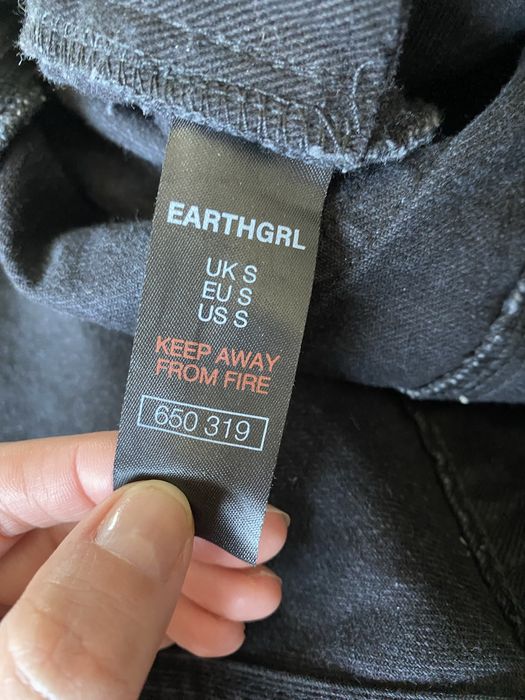 EARTHGRL
UK S
EU S
US S
KEEP AWAY
FROM FIRE
650 319